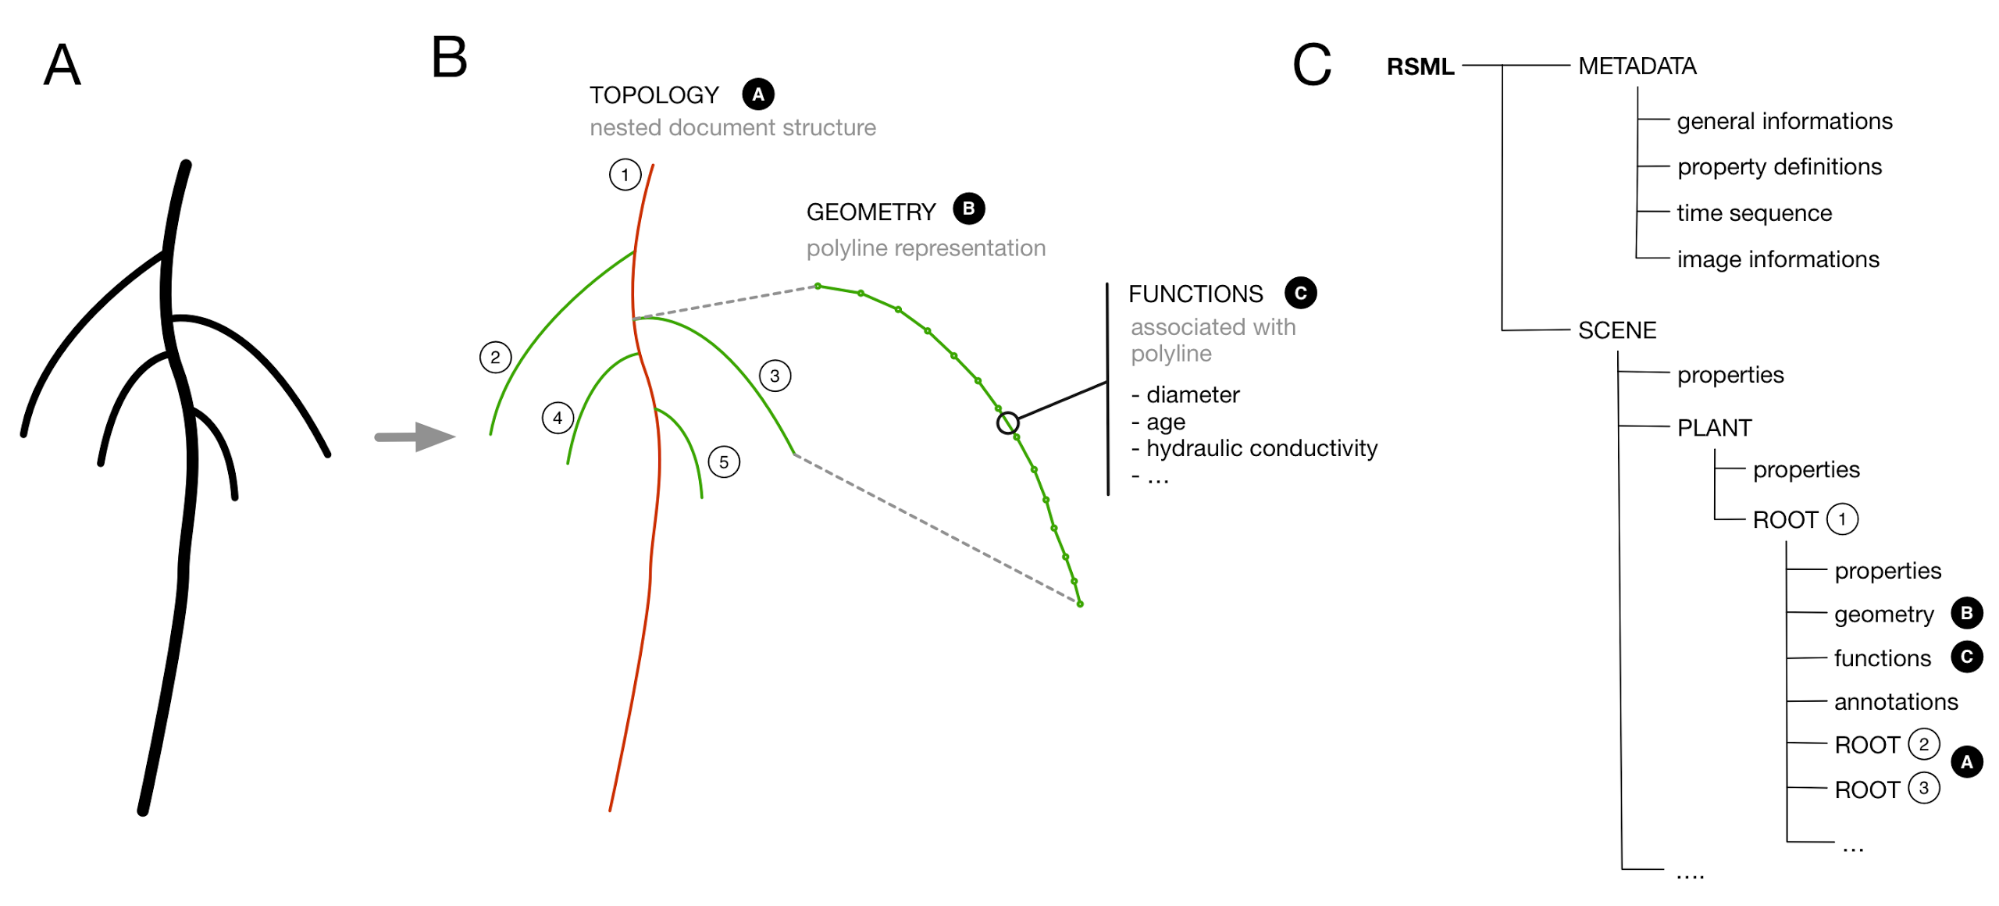 A
B
TOPOLOGY A
nested document structure
1
2
3
4
5
GEOMETRY B
polyline representation
FUNCTIONS C
associated with
polyline
- diameter
- age
- hydraulic conductivity
- ...
C
RSML
METADATA
general informations
property definitions
time sequence
image informations
SCENE
properties
PLANT
properties
ROOT 1
properties
geometry B
functions C
annotations
ROOT 2
A
ROOT 3
...
....